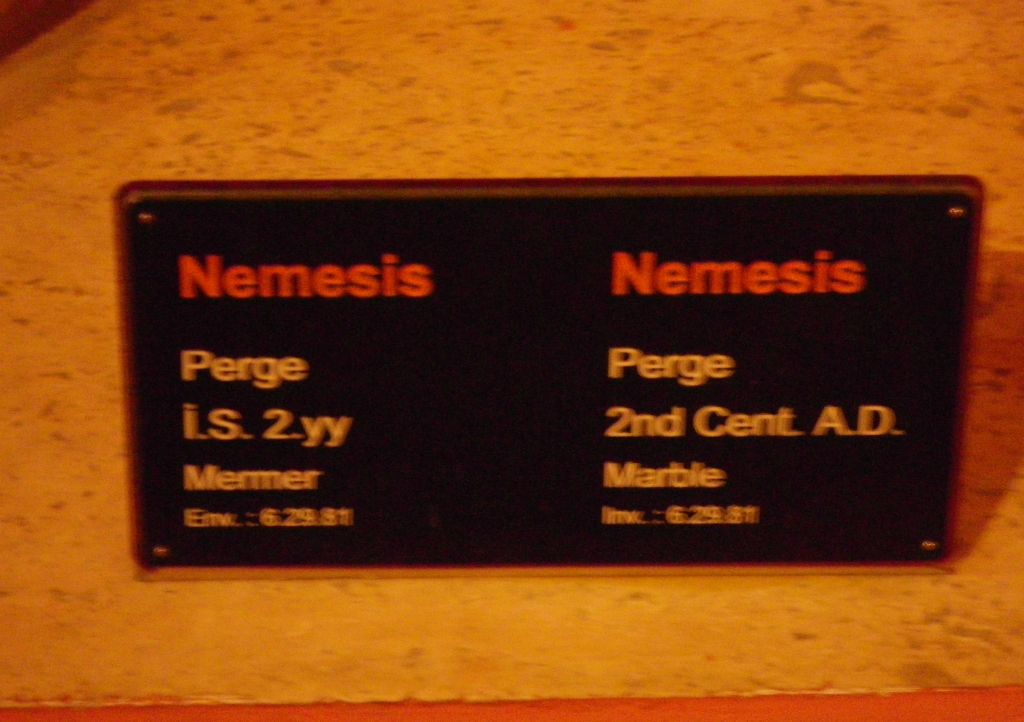 Nemesis
Perge
İ.S. 2.yy
Mermer
Env. : 6.29.81
Nemesis
Perge
2nd Cent. A.D.
Marble
Inv. : 6.29.81